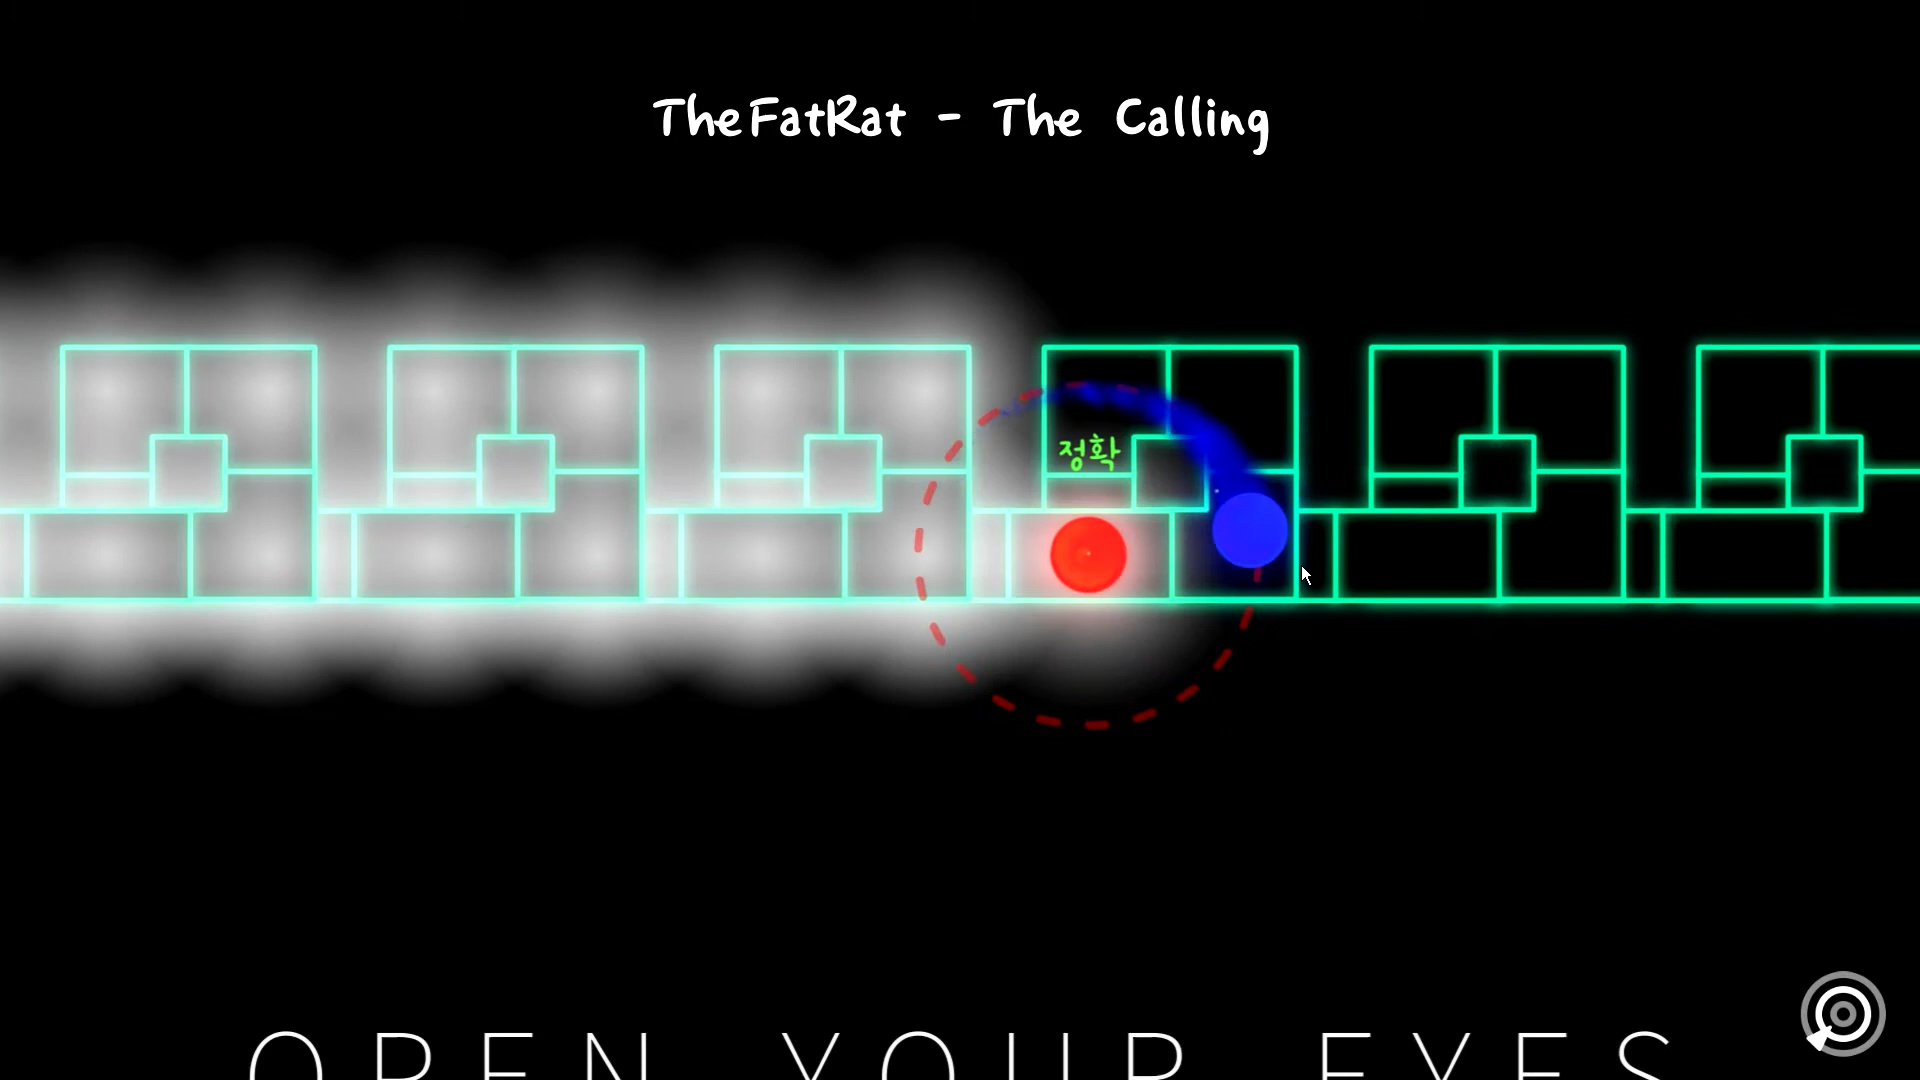 TheFatRat - The Calling
정확
OPEN YOUR EYES